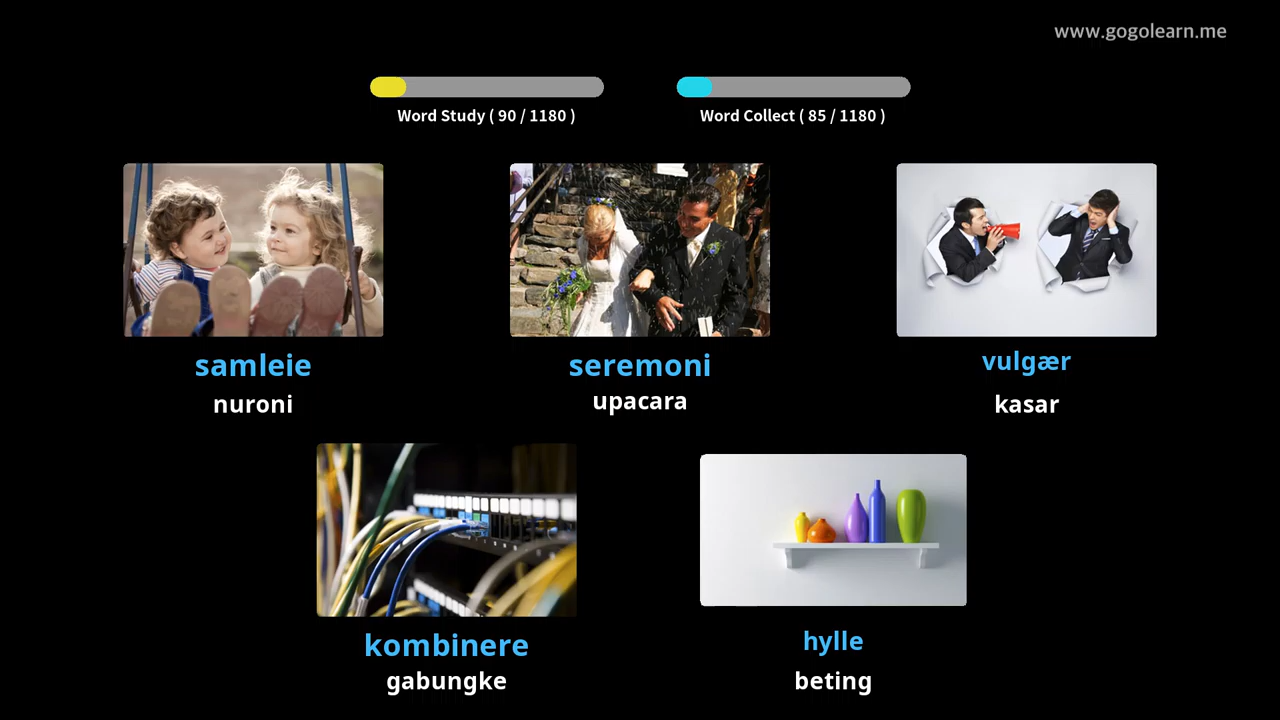 www.gogolearn.me
Word Study ( 90 / 1180 )
Word Collect ( 85 / 1180 )
samleie
nuroni
seremoni
upacara
vulgær
kasar
kombinere
gabungke
hylle
beting